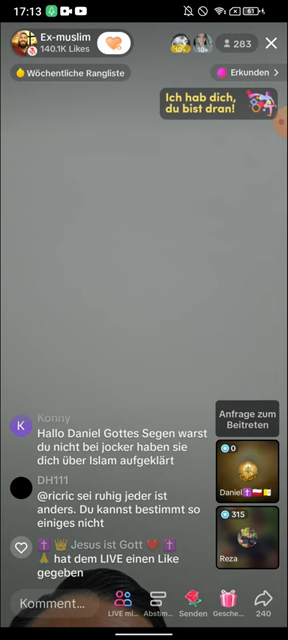 17:13
61
Ex-muslim
140.1K Likes
10+
10+
283
Wöchentliche Rangliste
Erkunden >
Ich hab dich,
du bist dran!
Konny
K
Hallo Daniel Gottes Segen warst
du nicht bei jocker haben sie
dich über Islam aufgeklärt
DH111
@ricric sei ruhig jeder ist
anders. Du kannst bestimmt so
einiges nicht
✝️ 👑 Jesus ist Gott ❤️ ✝️
🙏 hat dem LIVE einen Like
gegeben
Anfrage zum
Beitreten
0
Daniel✝️🇵🇱🇻🇦
315
Reza
Komment...
LIVE mi...
Abstim...
Senden
Gesche...
240